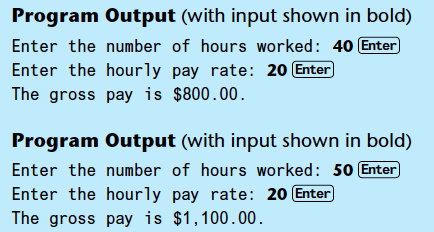 Program Output (with input shown in bold)
Enter the number of hours worked: 40 Enter
Enter the hourly pay rate: 20 Enter
The gross pay is $800.00.
Program Output (with input shown in bold)
Enter the number of hours worked: 50 Enter
Enter the hourly pay rate: 20 Enter
The gross pay is $1,100.00.